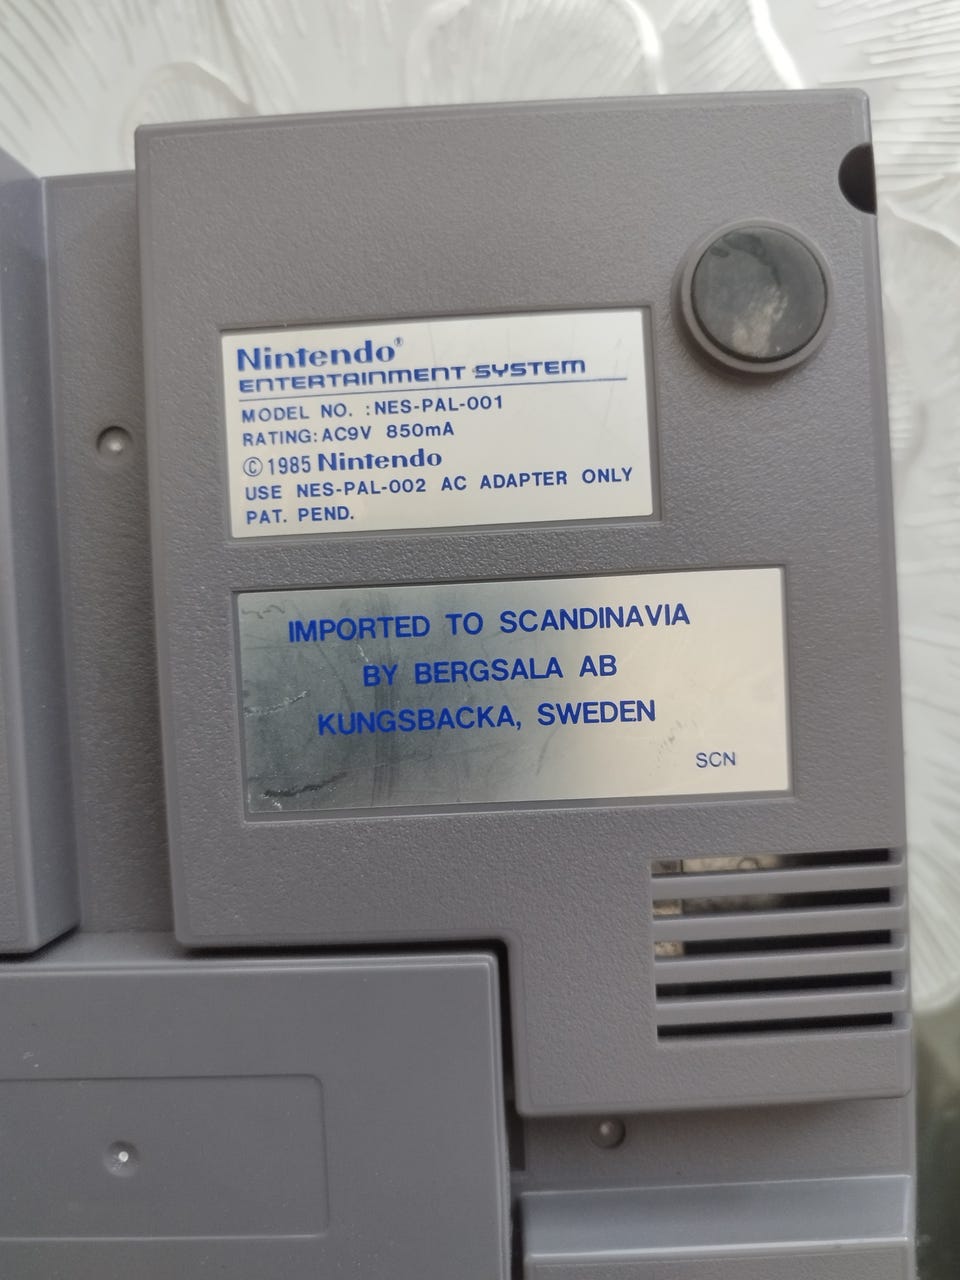 Nintendo®
ENTERTAINMENT SYSTEM
MODEL NO. :NES-PAL-001
RATING:AC9V 850mA
©1985 Nintendo
USE NES-PAL-002 AC ADAPTER ONLY
PAT. PEND.
IMPORTED TO SCANDINAVIA
BY BERGSALA AB
KUNGSBACKA, SWEDEN
SCN